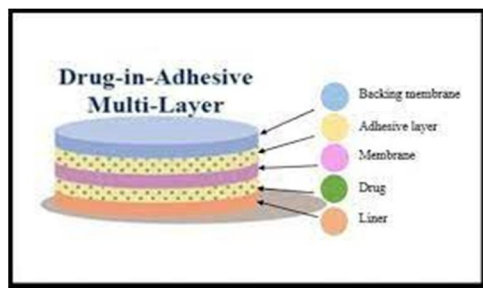 Drug-in-Adhesive
Multi-Layer
Backing membrane
Adhesive layer
Membrane
Drug
Liner